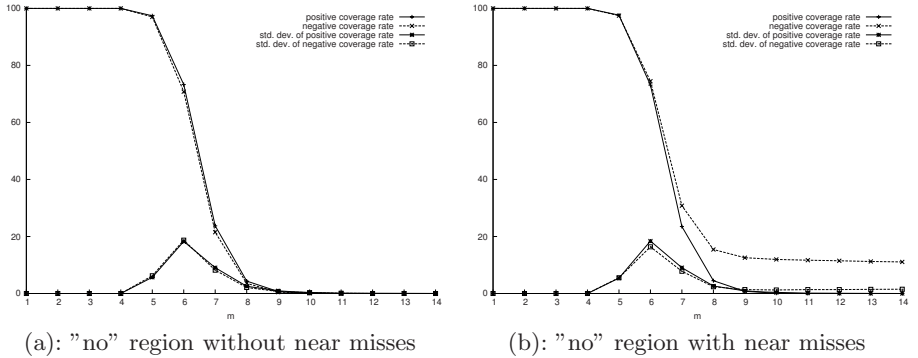 100
80
60
40
20
0
1 2 3 4 5 6 7 8 9 10 11 12 13 14
m
positive coverage rate
negative coverage rate
std. dev. of positive coverage rate
std. dev. of negative coverage rate
(a): ”no” region without near misses
100
80
60
40
20
0
1 2 3 4 5 6 7 8 9 10 11 12 13 14
m
positive coverage rate
negative coverage rate
std. dev. of positive coverage rate
std. dev. of negative coverage rate
(b): ”no” region with near misses